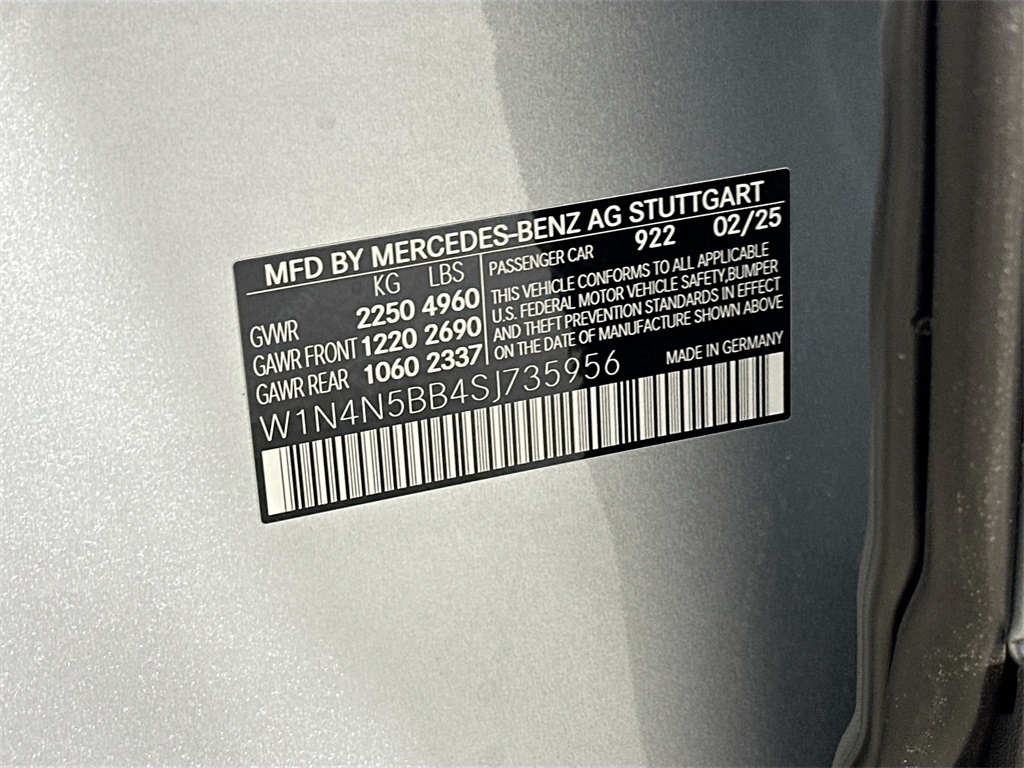 MFD BY MERCEDES-BENZ AG STUTTGART
KG LBS
GVWR 2250 4960
GAWR FRONT 1220 2690
GAWR REAR 1060 2337
PASSENGER CAR 922 02/25
THIS VEHICLE CONFORMS TO ALL APPLICABLE
U.S. FEDERAL MOTOR VEHICLE SAFETY,BUMPER
AND THEFT PREVENTION STANDARDS IN EFFECT
ON THE DATE OF MANUFACTURE SHOWN ABOVE
W1N4N5BB4SJ735956
MADE IN GERMANY